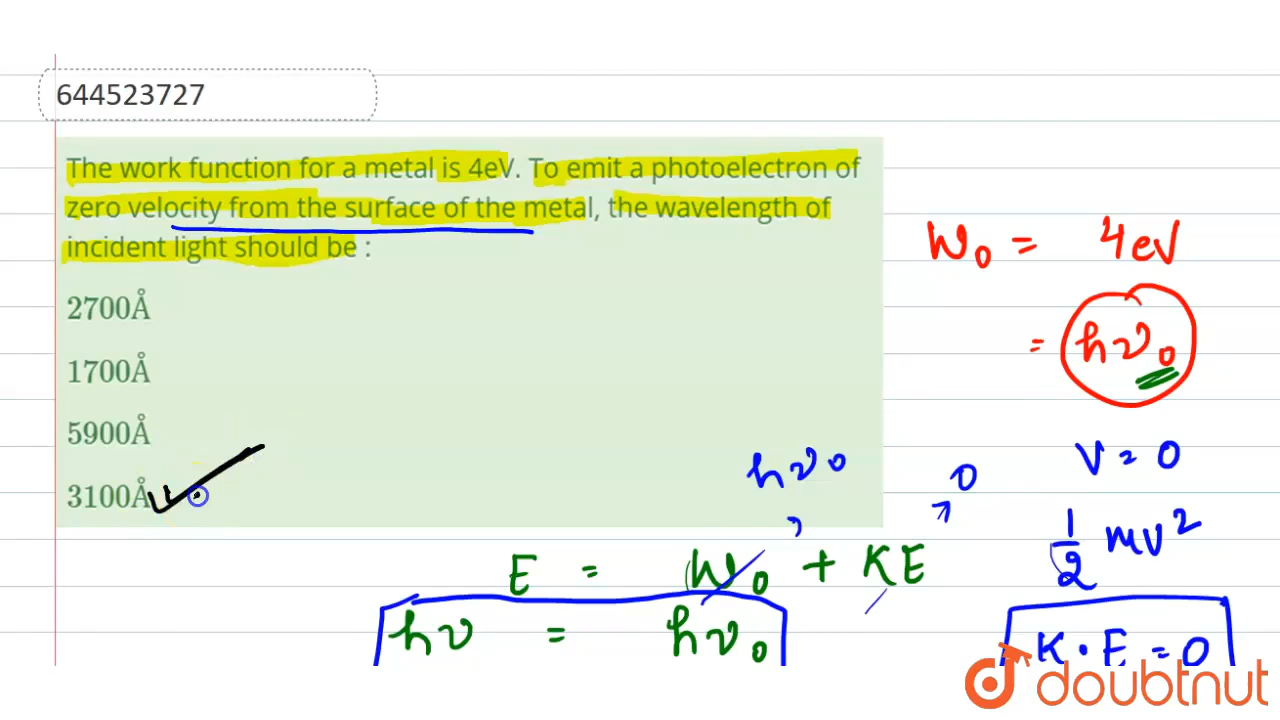 644523727
The work function for a metal is 4eV. To emit a photoelectron of
zero velocity from the surface of the metal, the wavelength of
incident light should be :
2700Å
1700Å
5900Å
3100Å
W₀ = 4eV
= hν₀
V = 0
1/2 mv²
K.E = 0
hν₀
0
E = W₀ + KE
hν = hν₀
doubtnut